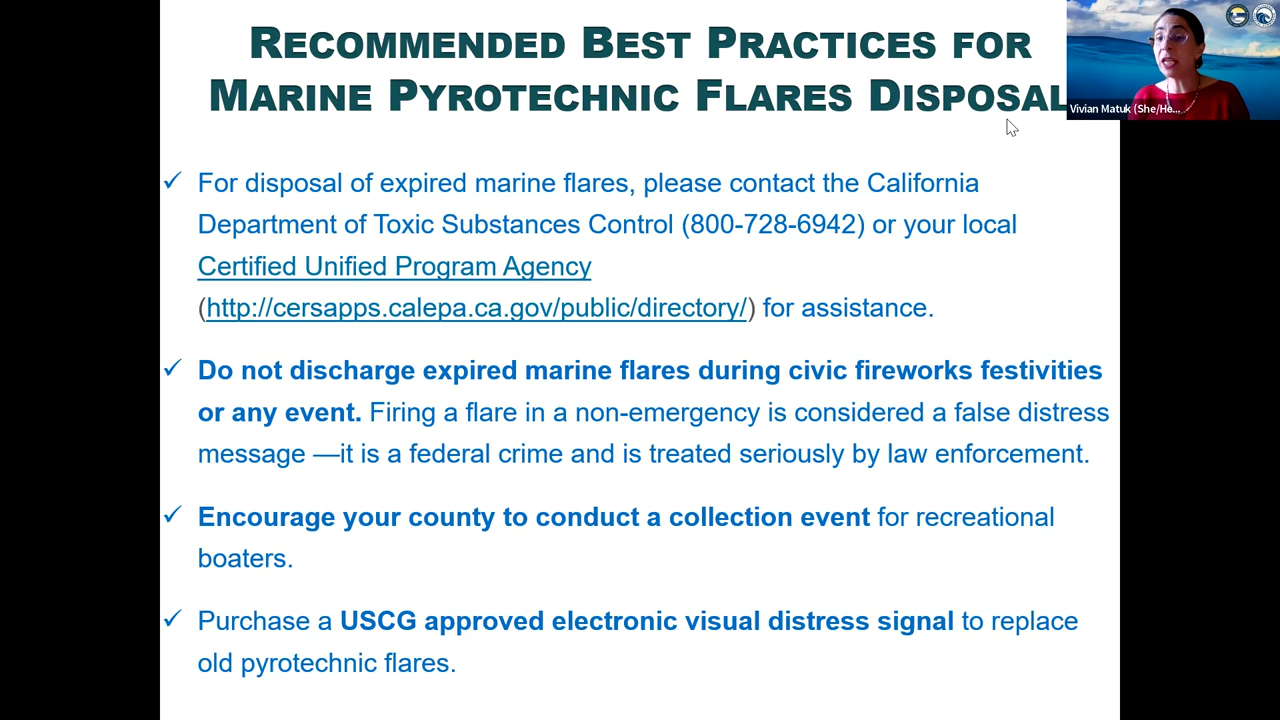 RECOMMENDED BEST PRACTICES FOR
MARINE PYROTECHNIC FLARES DISPOSAL
Vivian Matuk (She/He...
✓ For disposal of expired marine flares, please contact the California
Department of Toxic Substances Control (800-728-6942) or your local
Certified Unified Program Agency
(http://cersapps.calepa.ca.gov/public/directory/) for assistance.
✓ Do not discharge expired marine flares during civic fireworks festivities
or any event. Firing a flare in a non-emergency is considered a false distress
message —it is a federal crime and is treated seriously by law enforcement.
✓ Encourage your county to conduct a collection event for recreational
boaters.
✓ Purchase a USCG approved electronic visual distress signal to replace
old pyrotechnic flares.